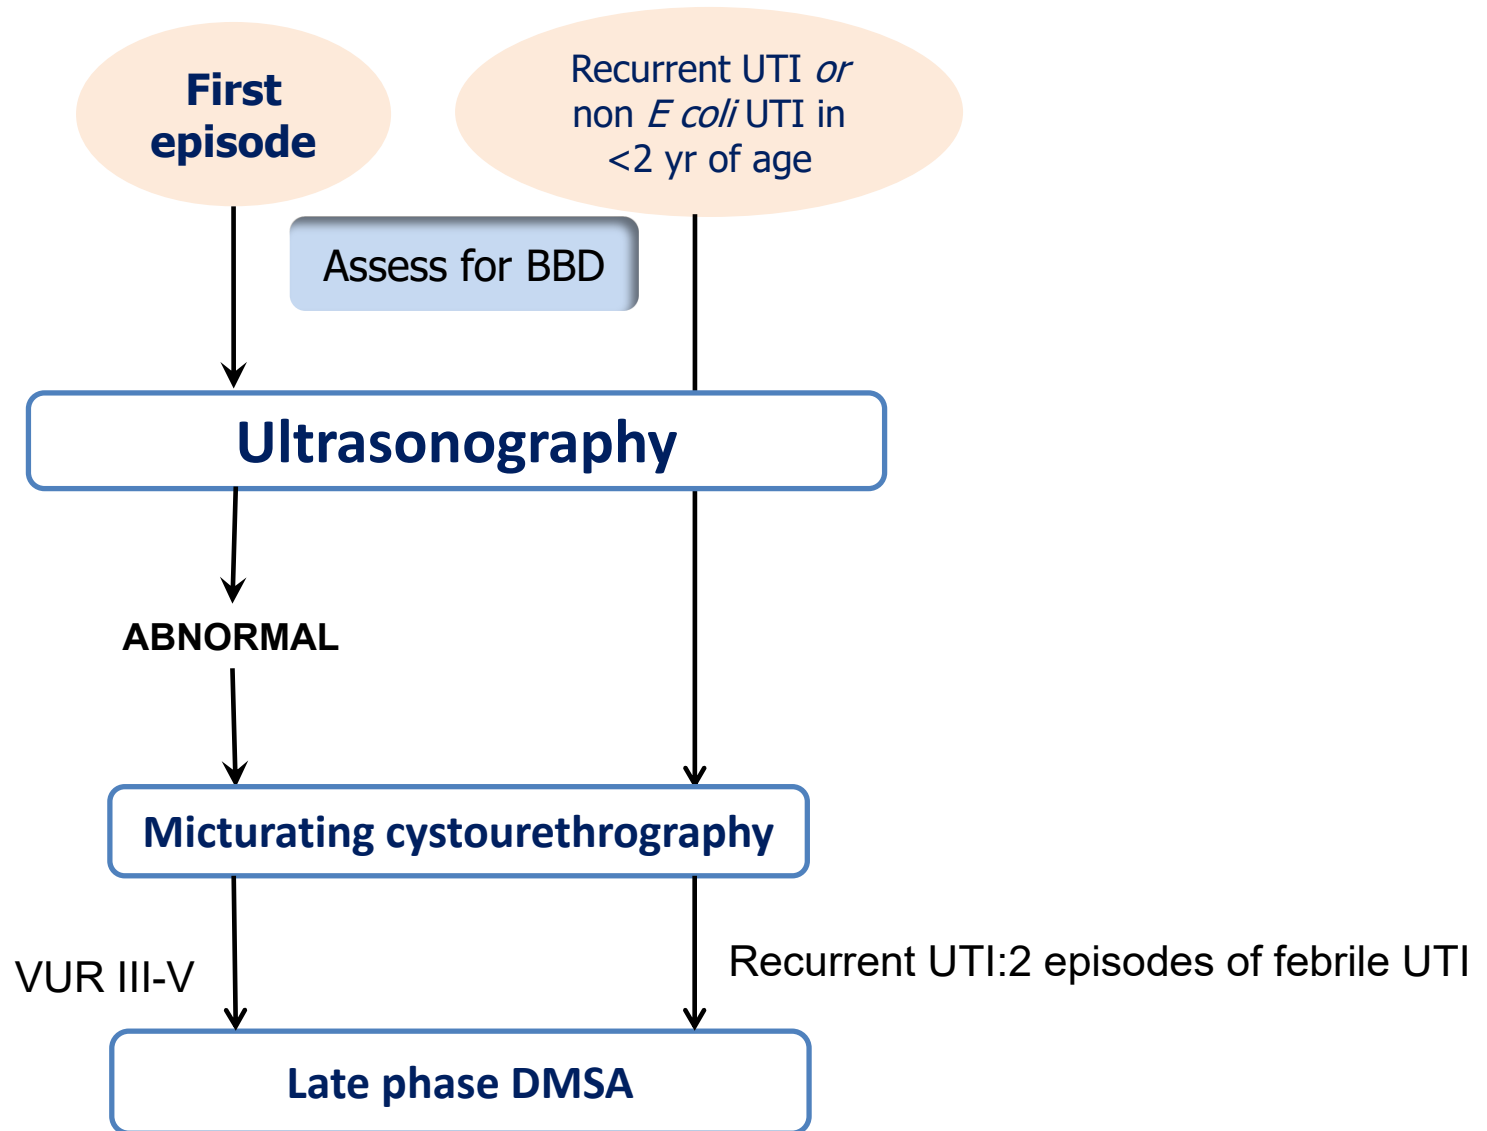 First
episode
Recurrent UTI or
non E coli UTI in
<2 yr of age
Assess for BBD
Ultrasonography
ABNORMAL
Micturating cystourethrography
VUR III-V
Recurrent UTI:2 episodes of febrile UTI
Late phase DMSA